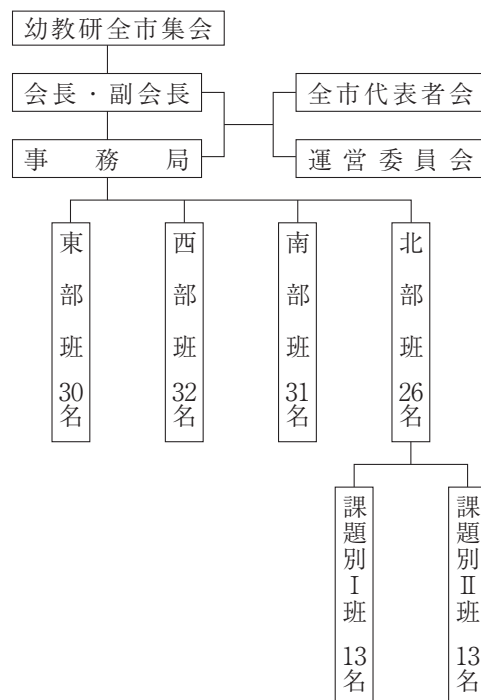 幼教研全市集会
会長・副会長
全市代表者会
事務局
運営委員会
東部班 30名
西部班 32名
南部班 31名
北部班 26名
課題別Ⅰ班 13名
課題別Ⅱ班 13名